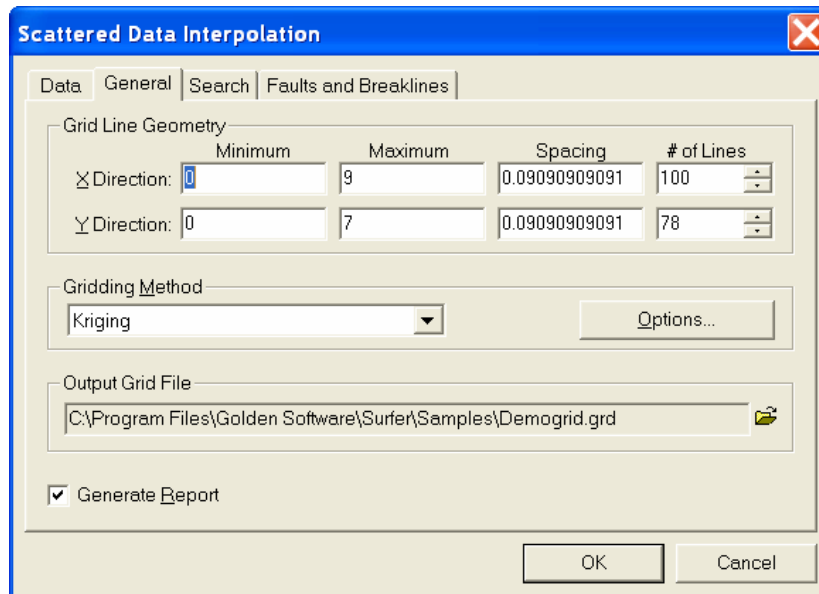 Scattered Data Interpolation
Data General Search Faults and Breaklines
Grid Line Geometry
Minimum Maximum Spacing # of Lines
X Direction: 0 9 0.09090909091 100
Y Direction: 0 7 0.09090909091 78
Gridding Method
Kriging Options...
Output Grid File
C:\Program Files\Golden Software\Surfer\Samples\Demogrid.grd
Generate Report
OK Cancel